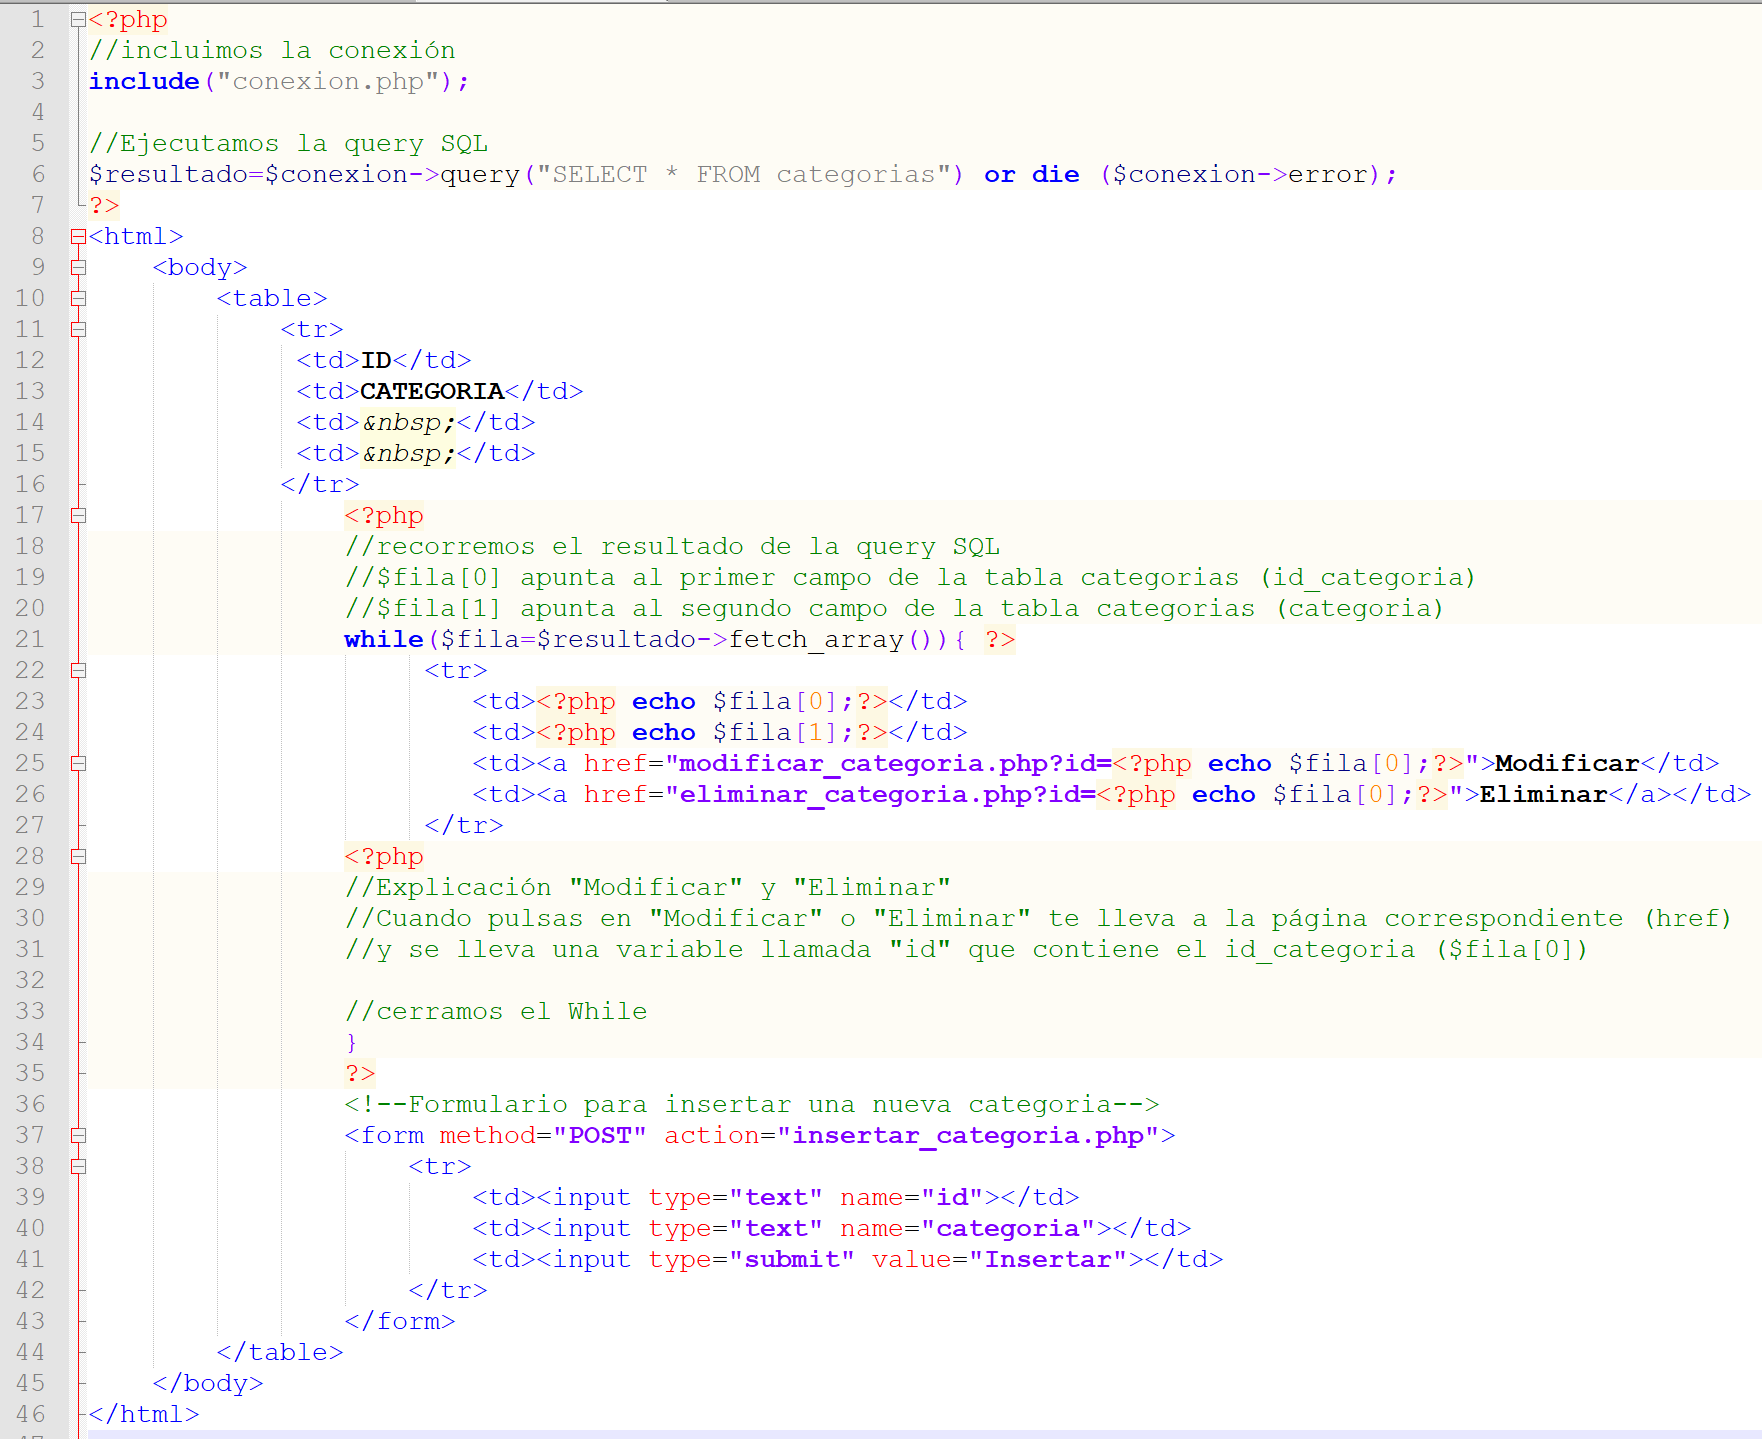 1 <?php
2 //incluimos la conexión
3 include("conexion.php");
4
5 //Ejecutamos la query SQL
6 $resultado=$conexion->query("SELECT * FROM categorias") or die ($conexion->error);
7 ?>
8 <html>
9 <body>
10 <table>
11 <tr>
12 <td>ID</td>
13 <td>CATEGORIA</td>
14 <td>&nbsp;</td>
15 <td>&nbsp;</td>
16 </tr>
17 <?php
18 //recorremos el resultado de la query SQL
19 //$fila[0] apunta al primer campo de la tabla categorias (id_categoria)
20 //$fila[1] apunta al segundo campo de la tabla categorias (categoria)
21 while($fila=$resultado->fetch_array()){ ?>
22 <tr>
23 <td><?php echo $fila[0];?></td>
24 <td><?php echo $fila[1];?></td>
25 <td><a href="modificar_categoria.php?id=<?php echo $fila[0];?>">Modificar</td>
26 <td><a href="eliminar_categoria.php?id=<?php echo $fila[0];?>">Eliminar</a></td>
27 </tr>
28 <?php
29 //Explicación "Modificar" y "Eliminar"
30 //Cuando pulsas en "Modificar" o "Eliminar" te lleva a la página correspondiente (href)
31 //y se lleva una variable llamada "id" que contiene el id_categoria ($fila[0])
32
33 //cerramos el While
34 }
35 ?>
36 <!--Formulario para insertar una nueva categoria-->
37 <form method="POST" action="insertar_categoria.php">
38 <tr>
39 <td><input type="text" name="id"></td>
40 <td><input type="text" name="categoria"></td>
41 <td><input type="submit" value="Insertar"></td>
42 </tr>
43 </form>
44 </table>
45 </body>
46 </html>